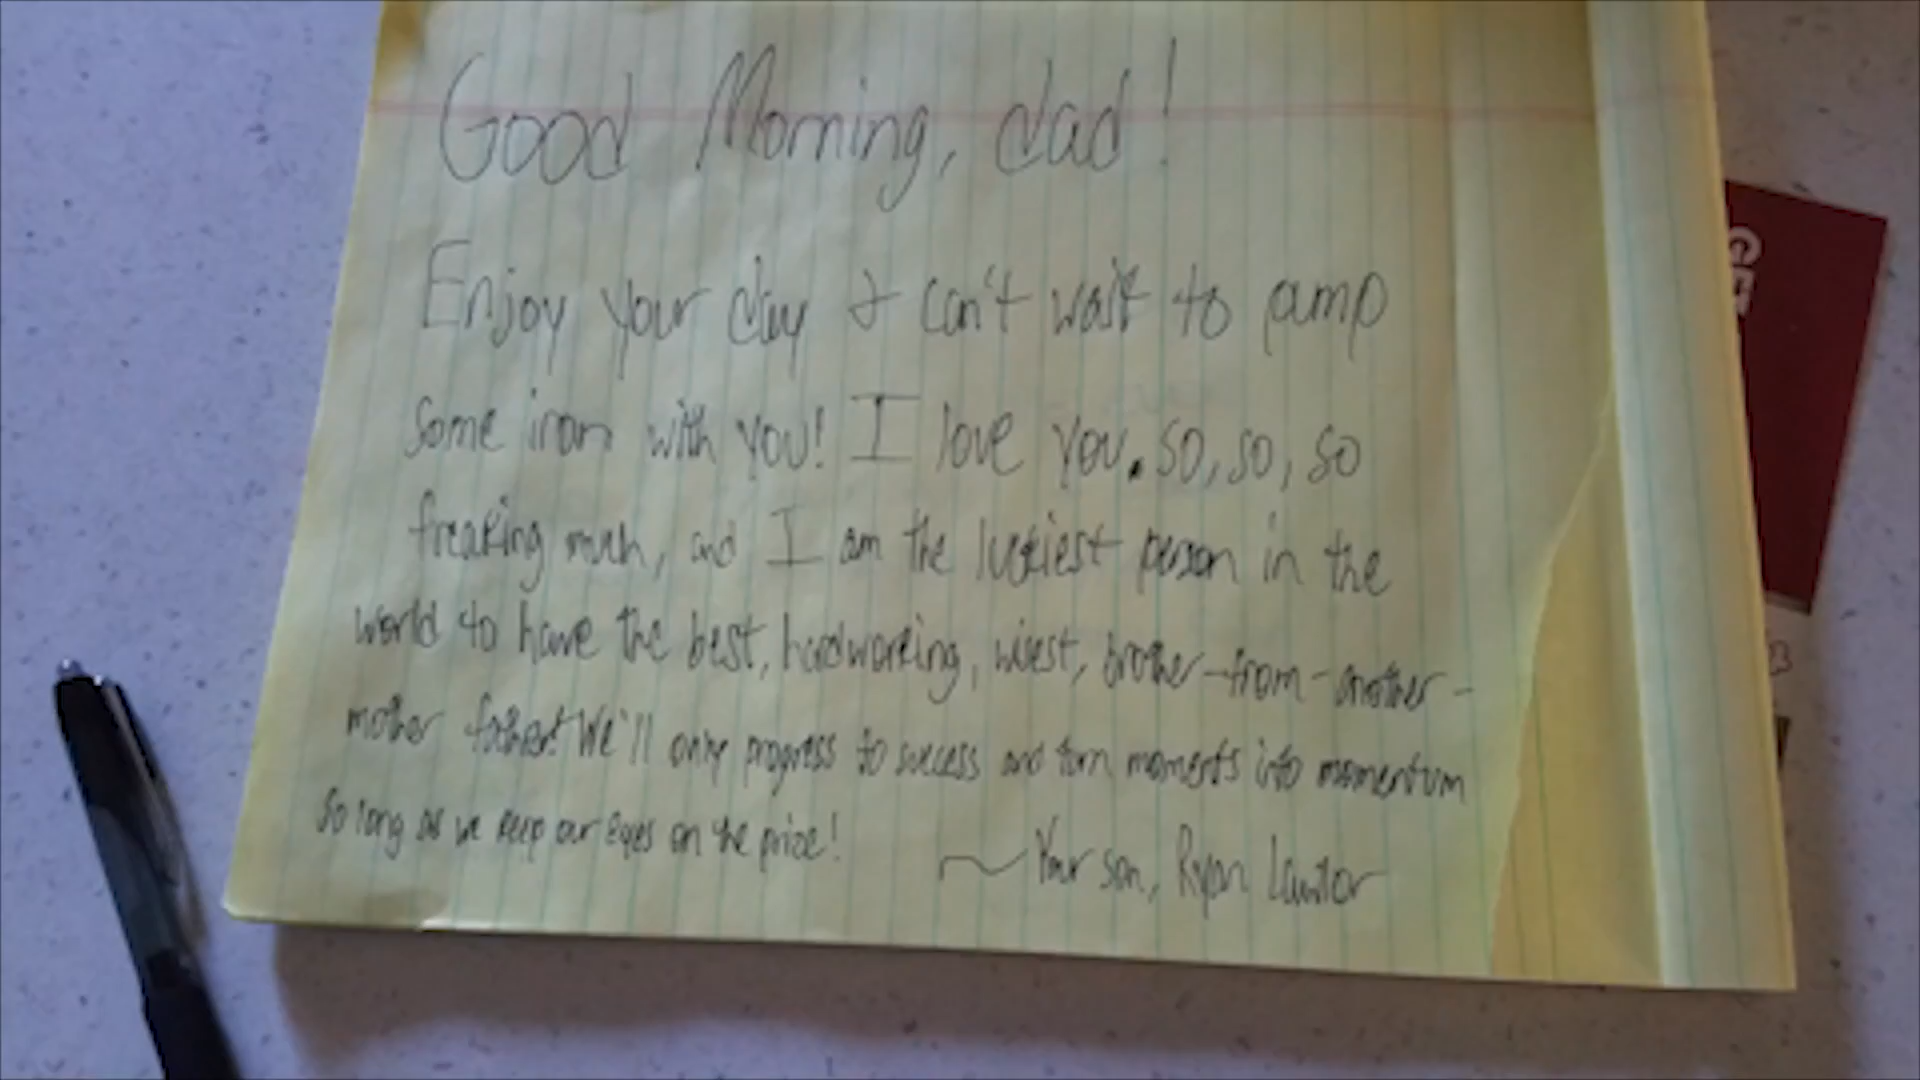 Good Morning, dad!
Enjoy your day & can't wait to pump
some iron with you! I love you. so, so, so
freaking much, and I am the luckiest person in the
world to have the best, hardworking, wisest, brother-from-another-
mother father! We'll only progress to success and turn moments into momentum
so long as we keep our eyes on the prize!
~ Your son, Ryan Lawlor